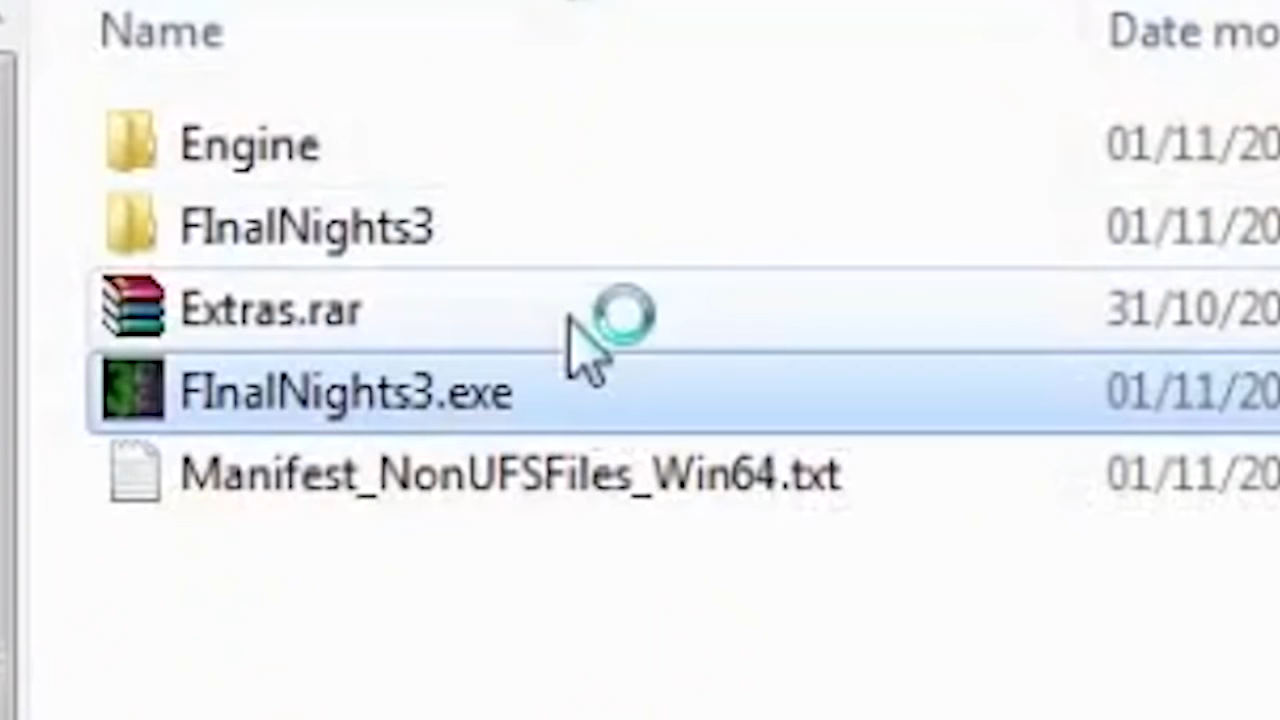 Name Date mo
Engine 01/11/20
FInalNights3 01/11/20
Extras.rar 31/10/20
FInalNights3.exe 01/11/20
Manifest_NonUFSFiles_Win64.txt 01/11/20